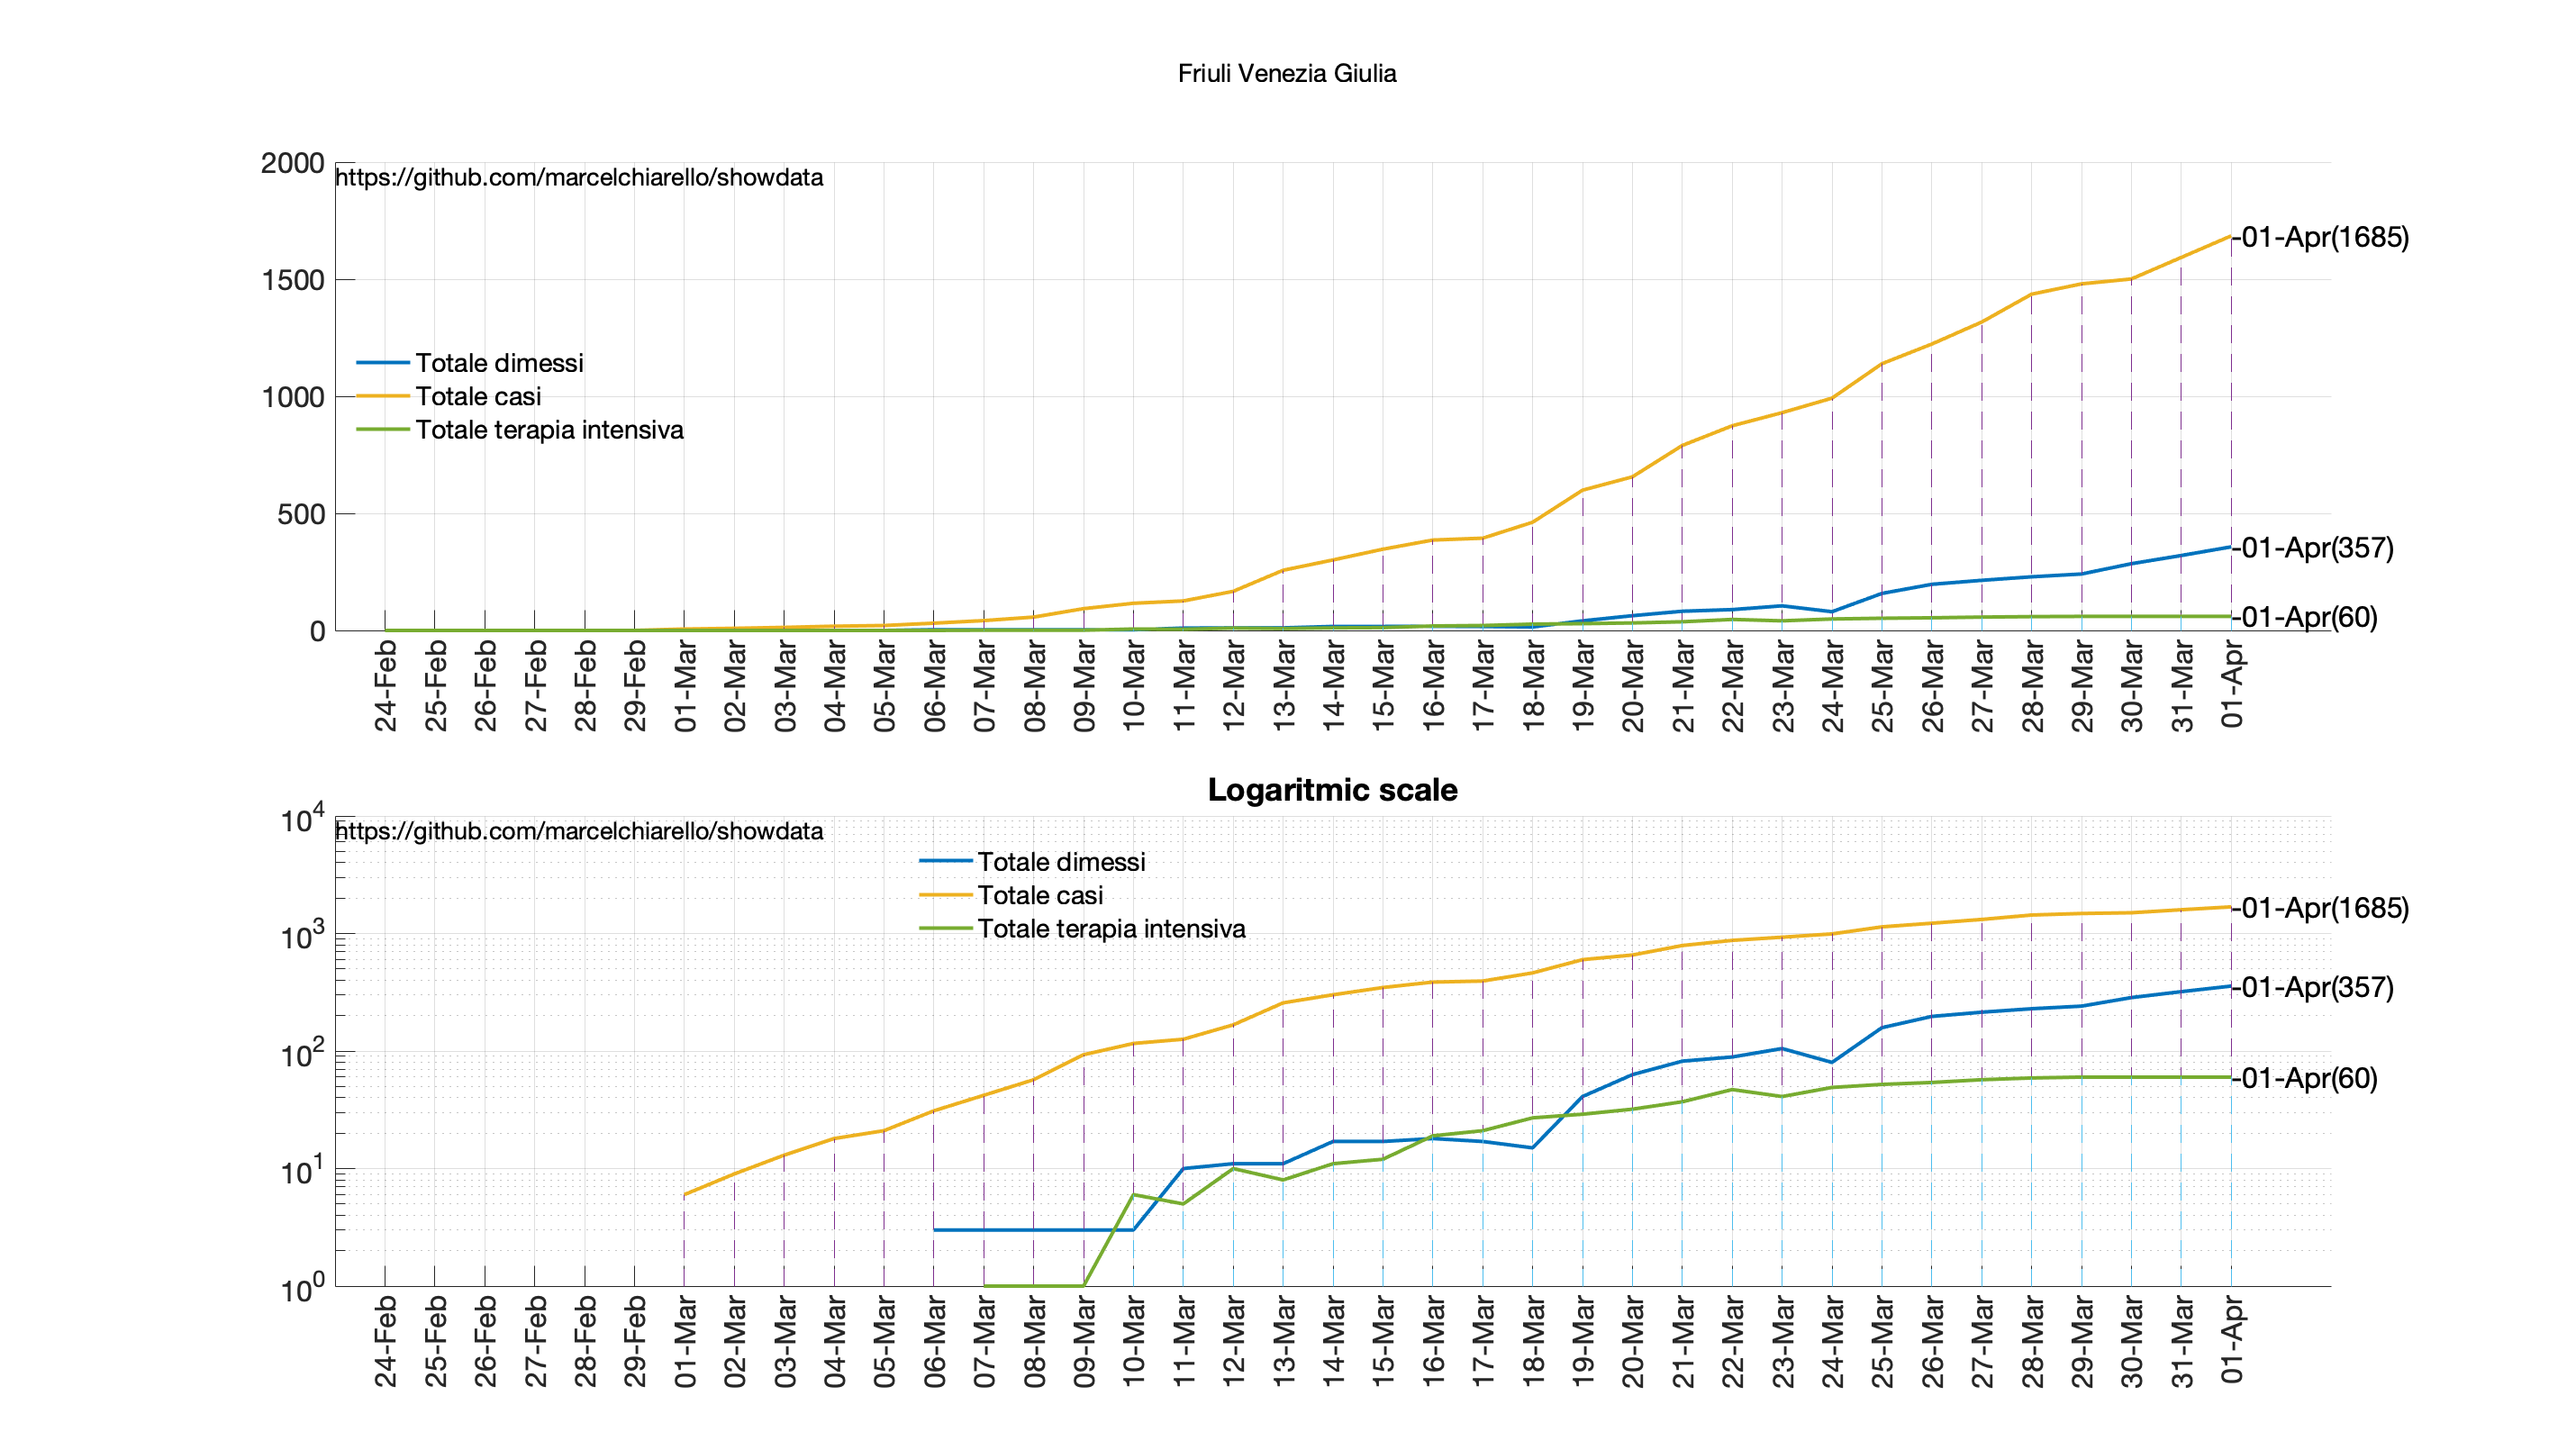 Friuli Venezia Giulia
2000
https://github.com/marcelchiarello/showdata
-01-Apr(1685)
1500
Totale dimessi
1000
Totale casi
Totale terapia intensiva
500
-01-Apr(357)
-01-Apr(60)
0
24-Feb 25-Feb 26-Feb 27-Feb 28-Feb 29-Feb 01-Mar 02-Mar 03-Mar 04-Mar 05-Mar 06-Mar 07-Mar 08-Mar 09-Mar 10-Mar 11-Mar 12-Mar 13-Mar 14-Mar 15-Mar 16-Mar 17-Mar 18-Mar 19-Mar 20-Mar 21-Mar 22-Mar 23-Mar 24-Mar 25-Mar 26-Mar 27-Mar 28-Mar 29-Mar 30-Mar 31-Mar 01-Apr
Logaritmic scale
10^4
https://github.com/marcelchiarello/showdata
Totale dimessi
Totale casi
-01-Apr(1685)
Totale terapia intensiva
10^3
-01-Apr(357)
10^2
-01-Apr(60)
10^1
10^0
24-Feb 25-Feb 26-Feb 27-Feb 28-Feb 29-Feb 01-Mar 02-Mar 03-Mar 04-Mar 05-Mar 06-Mar 07-Mar 08-Mar 09-Mar 10-Mar 11-Mar 12-Mar 13-Mar 14-Mar 15-Mar 16-Mar 17-Mar 18-Mar 19-Mar 20-Mar 21-Mar 22-Mar 23-Mar 24-Mar 25-Mar 26-Mar 27-Mar 28-Mar 29-Mar 30-Mar 31-Mar 01-Apr